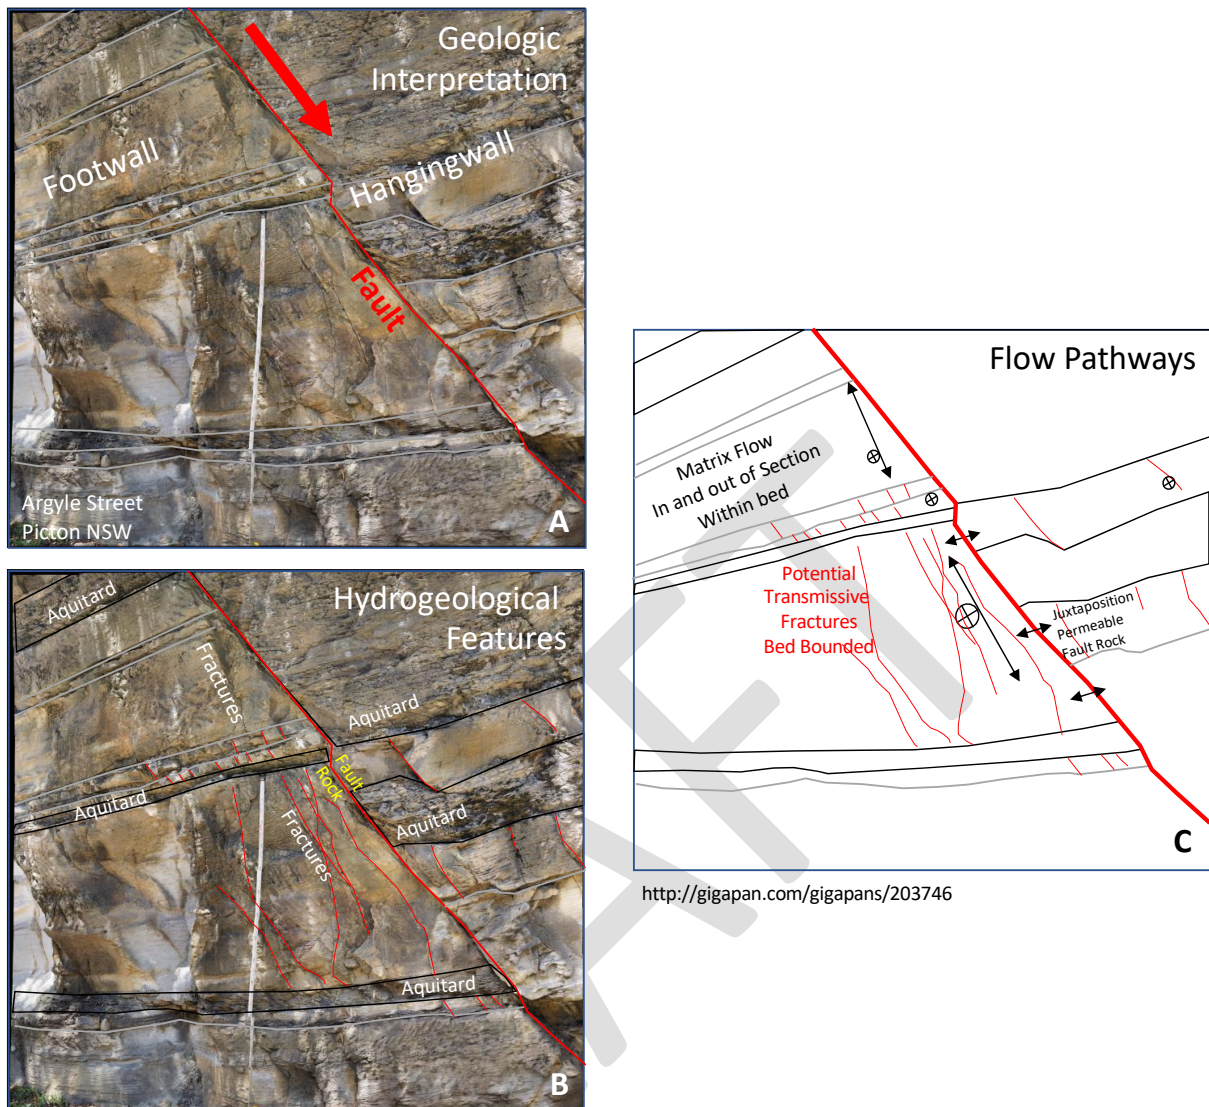 Geologic
Interpretation
Footwall
Hangingwall
Fault
Argyle Street
Picton NSW
A
Aquitard
Hydrogeological
Features
Fractures
Aquitard
Fault
Rock
Aquitard
Aquitard
Fractures
Aquitard
B
Flow Pathways
Matrix Flow
In and out of Section
Within bed
Potential
Transmissive
Fractures
Bed Bounded
Juxtaposition
Permeable
Fault Rock
C
http://gigapan.com/gigapans/203746